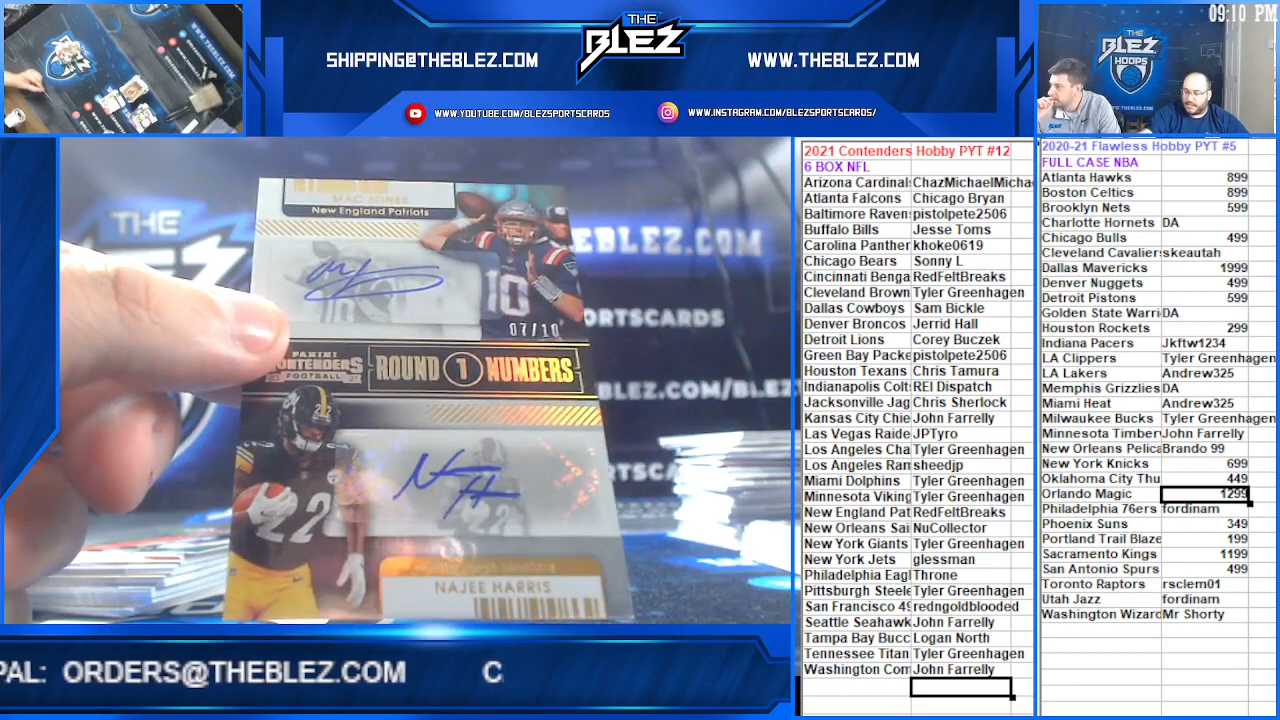 SHIPPING@THEBLEZ.COM
THE
BLEZ
WWW.THEBLEZ.COM
WWW.YOUTUBE.COM/BLEZSPORTSCARDS
WWW.INSTAGRAM.COM/BLEZSPORTSCARDS/
09:10 PM
THE
BLEZ
HOOPS
MAC JONES
New England Patriots
10
07/10
PANINI
CONTENDERS
FOOTBALL
ROUND 1 NUMBERS
22
NAJEE HARRIS
THE
EBLEZ.COM
ORTSCARDS
2021 Contenders Hobby PYT #12
6 BOX NFL
Arizona Cardinals ChazMichaelMicha
Atlanta Falcons Chicago Bryan
Baltimore Ravens pistolpete2506
Buffalo Bills Jesse Toms
Carolina Panther khoke0619
Chicago Bears Sonny L
Cincinnati Benga RedFeltBreaks
Cleveland Brown Tyler Greenhagen
Dallas Cowboys Sam Bickle
Denver Broncos Jerrid Hall
Detroit Lions Corey Buczek
Green Bay Packe pistolpete2506
Houston Texans Chris Tamura
Indianapolis Colt REI Dispatch
Jacksonville Jag Chris Sherlock
Kansas City Chie John Farrelly
Las Vegas Raide JPTyro
Los Angeles Cha Tyler Greenhagen
Los Angeles Ram sheedjp
Miami Dolphins Tyler Greenhagen
Minnesota Viking Tyler Greenhagen
New England Pat RedFeltBreaks
New Orleans Sai NuCollector
New York Giants Tyler Greenhagen
New York Jets glessman
Philadelphia Eagl Throne
Pittsburgh Steele Tyler Greenhagen
San Francisco 49 redngoldblooded
Seattle Seahawk John Farrelly
Tampa Bay Bucc Logan North
Tennessee Titan Tyler Greenhagen
Washington Com John Farrelly
2020-21 Flawless Hobby PYT #5
FULL CASE NBA
Atlanta Hawks 899
Boston Celtics 899
Brooklyn Nets 599
Charlotte Hornets DA
Chicago Bulls 499
Cleveland Cavaliers skeautah
Dallas Mavericks 1999
Denver Nuggets 499
Detroit Pistons 599
Golden State Warri DA
Houston Rockets 299
Indiana Pacers Jkftw1234
LA Clippers Tyler Greenhagen
LA Lakers Andrew325
Memphis Grizzlies DA
Miami Heat Andrew325
Milwaukee Bucks Tyler Greenhagen
Minnesota Timber John Farrelly
New Orleans Pelica Brando 99
New York Knicks 699
Oklahoma City Thu 449
Orlando Magic 1299
Philadelphia 76ers fordinam
Phoenix Suns 349
Portland Trail Blaze 199
Sacramento Kings 1199
San Antonio Spurs 499
Toronto Raptors rsclem01
Utah Jazz fordinam
Washington Wizard Mr Shorty
PAL: ORDERS@THEBLEZ.COM C